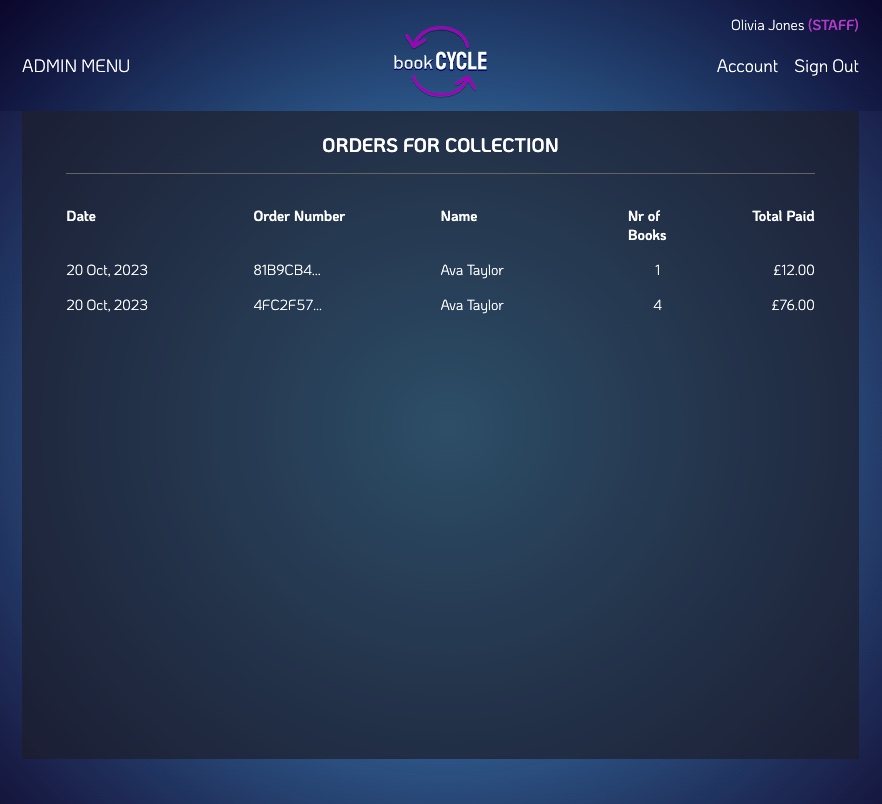 Olivia Jones (STAFF)
ADMIN MENU
book CYCLE
Account Sign Out
ORDERS FOR COLLECTION
Date Order Number Name Nr of Books Total Paid
20 Oct, 2023 81B9CB4... Ava Taylor 1 £12.00
20 Oct, 2023 4FC2F57... Ava Taylor 4 £76.00